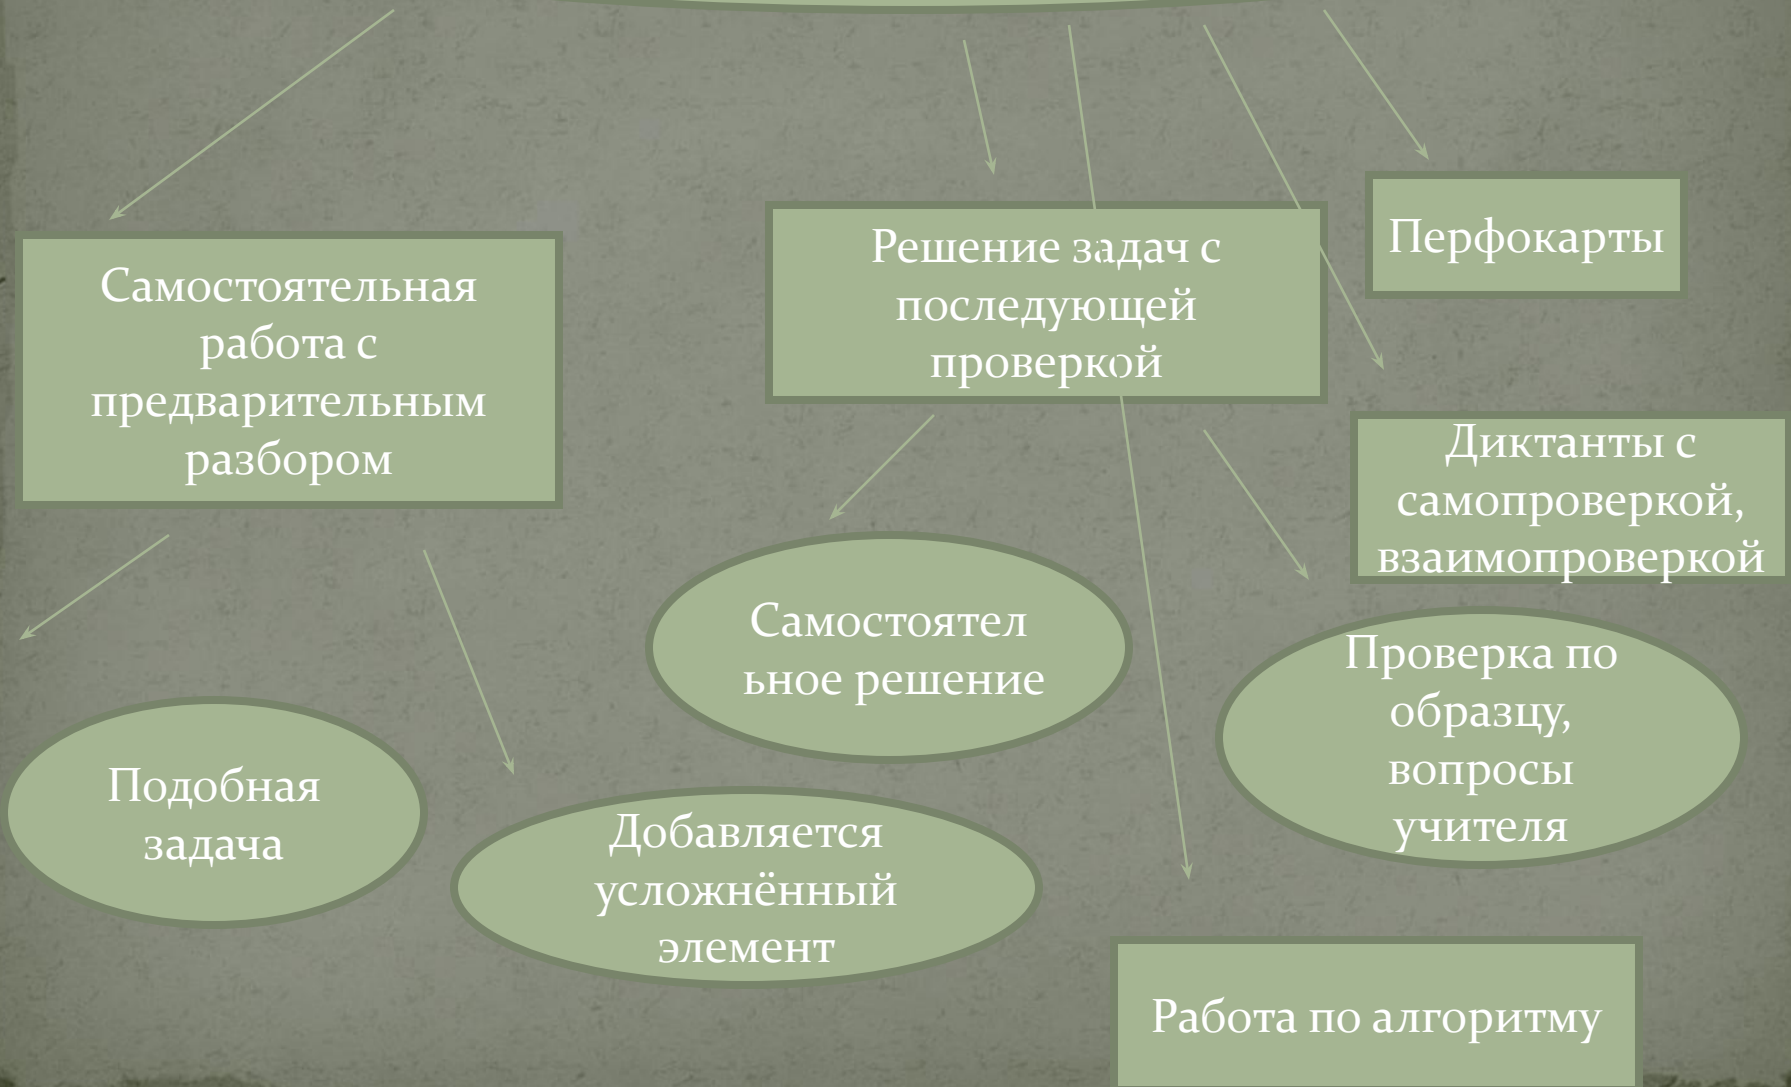 Самостоятельная
работа с
предварительным
разбором
Решение задач с
последующей
проверкой
Перфокарты
Диктанты с
самопроверкой,
взаимопроверкой
Самостоятел
ьное решение
Проверка по
образцу,
вопросы
учителя
Подобная
задача
Добавляется
усложнённый
элемент
Работа по алгоритму